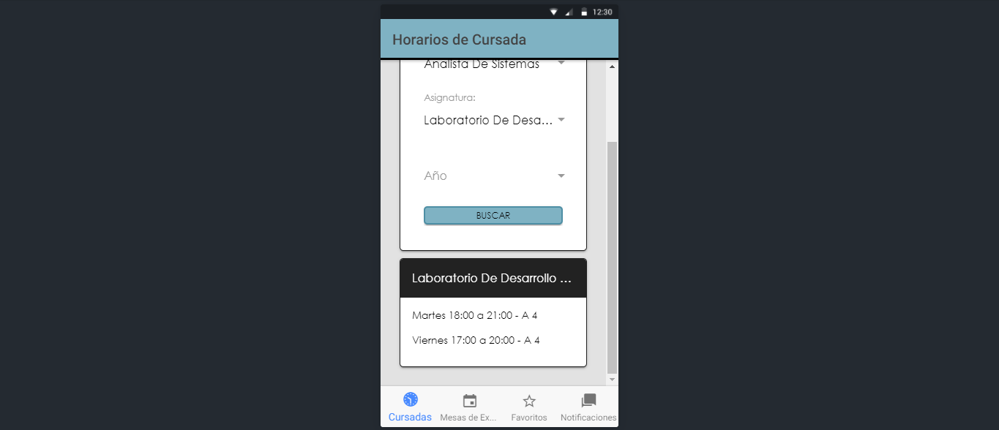 12:30
Horarios de Cursada
Analista De Sistemas
Asignatura:
Laboratorio De Desa...
Año
BUSCAR
Laboratorio De Desarrollo ...
Martes 18:00 a 21:00 - A 4
Viernes 17:00 a 20:00 - A 4
Cursadas Mesas de Ex... Favoritos Notificaciones